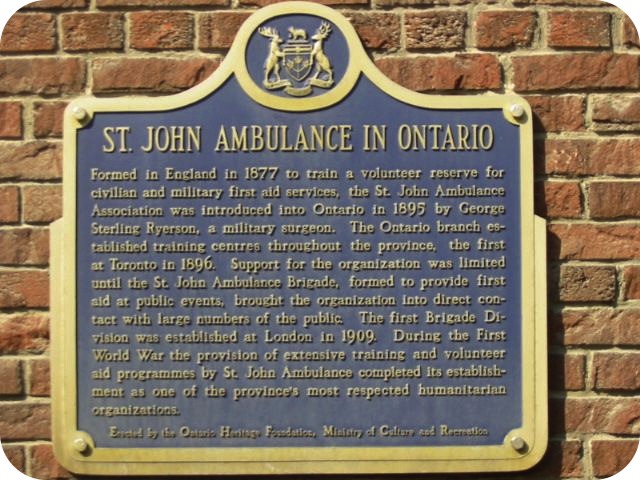 ST. JOHN AMBULANCE IN ONTARIO
Formed in England in 1877 to train a volunteer reserve for
civilian and military first aid services, the St. John Ambulance
Association was introduced into Ontario in 1895 by George
Sterling Ryerson, a military surgeon. The Ontario branch es-
tablished training centres throughout the province, the first
at Toronto in 1896. Support for the organization was limited
until the St. John Ambulance Brigade, formed to provide first
aid at public events, brought the organization into direct con-
tact with large numbers of the public. The first Brigade Di-
vision was established at London in 1909. During the First
World War the provision of extensive training and volunteer
aid programmes by St. John Ambulance completed its establish-
ment as one of the province's most respected humanitarian
organizations.
Erected by the Ontario Heritage Foundation, Ministry of Culture and Recreation